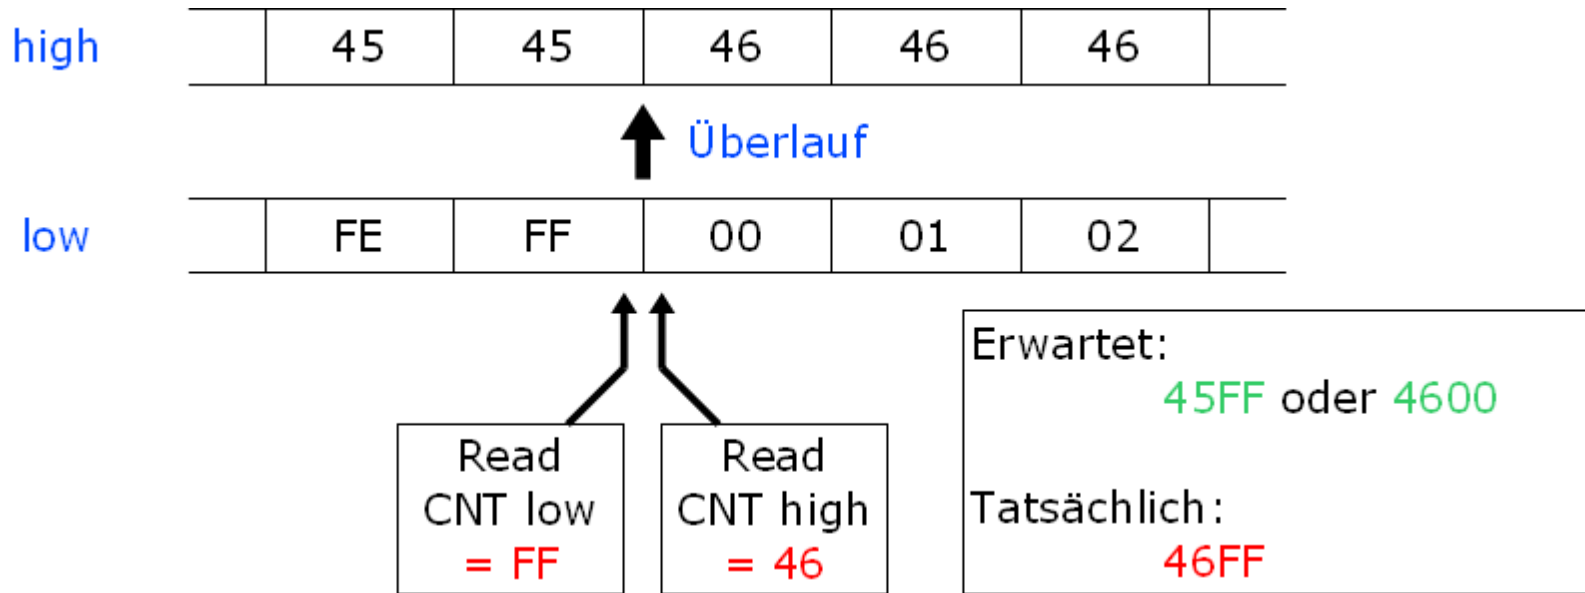 high 45 45 46 46 46
Überlauf
low FE FF 00 01 02
Read
CNT low
= FF
Read
CNT high
= 46
Erwartet:
45FF oder 4600
Tatsächlich:
46FF